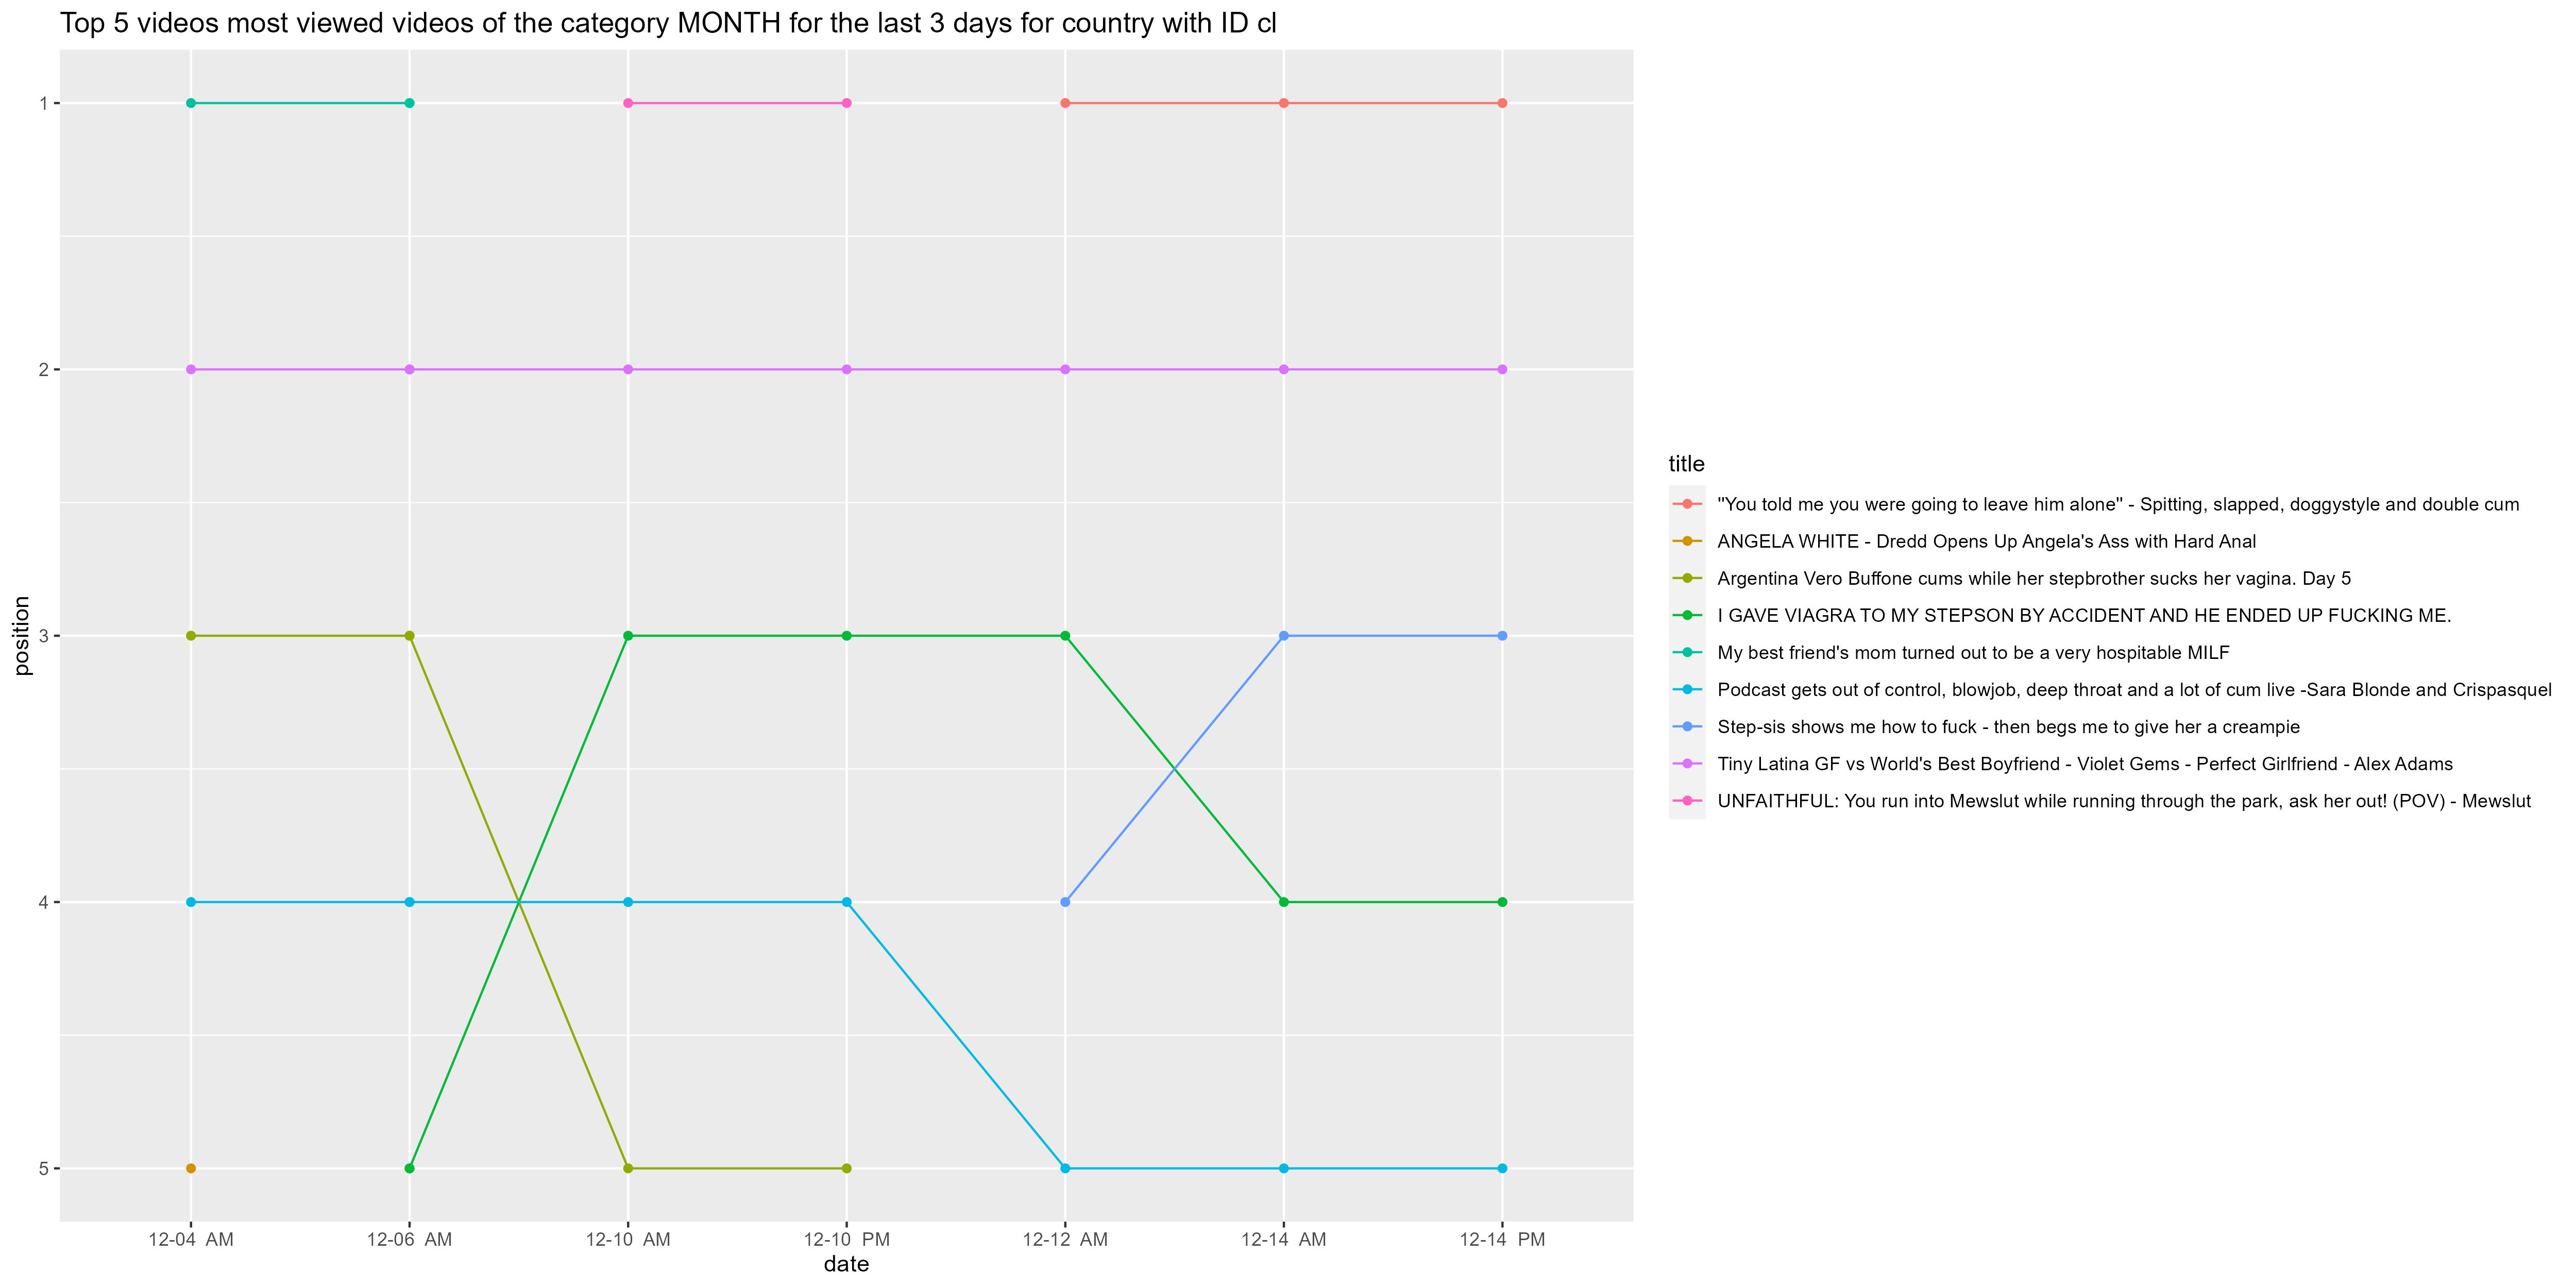 Top 5 videos most viewed videos of the category MONTH for the last 3 days for country with ID cl
1
2
3
4
5
position
12-04 AM
12-06 AM
12-10 AM
12-10 PM
12-12 AM
12-14 AM
12-14 PM
date
title
"You told me you were going to leave him alone" - Spitting, slapped, doggystyle and double cum
ANGELA WHITE - Dredd Opens Up Angela's Ass with Hard Anal
Argentina Vero Buffone cums while her stepbrother sucks her vagina. Day 5
I GAVE VIAGRA TO MY STEPSON BY ACCIDENT AND HE ENDED UP FUCKING ME.
My best friend's mom turned out to be a very hospitable MILF
Podcast gets out of control, blowjob, deep throat and a lot of cum live -Sara Blonde and Crispasquel
Step-sis shows me how to fuck - then begs me to give her a creampie
Tiny Latina GF vs World's Best Boyfriend - Violet Gems - Perfect Girlfriend - Alex Adams
UNFAITHFUL: You run into Mewslut while running through the park, ask her out! (POV) - Mewslut